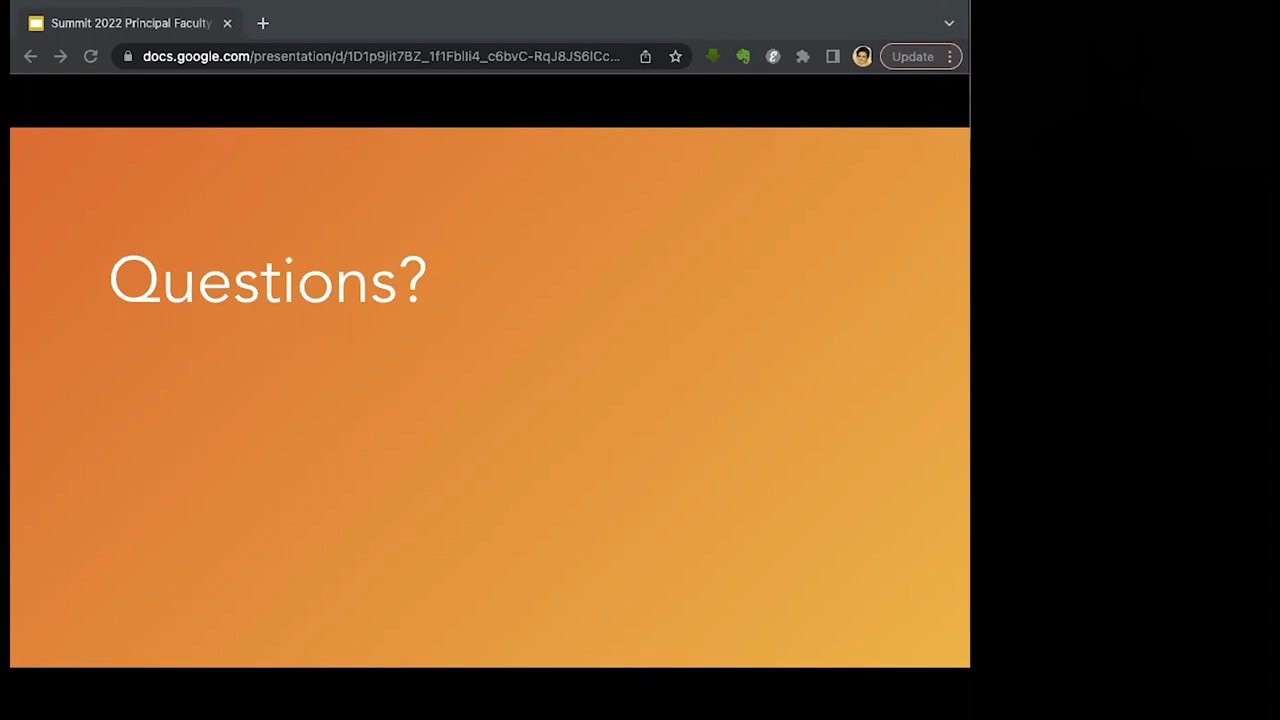 Summit 2022 Principal Faculty
docs.google.com/presentation/d/1D1p9jit7BZ_1f1Fblli4_c6bvC-RqJ8JS6lCc...
Update
Questions?